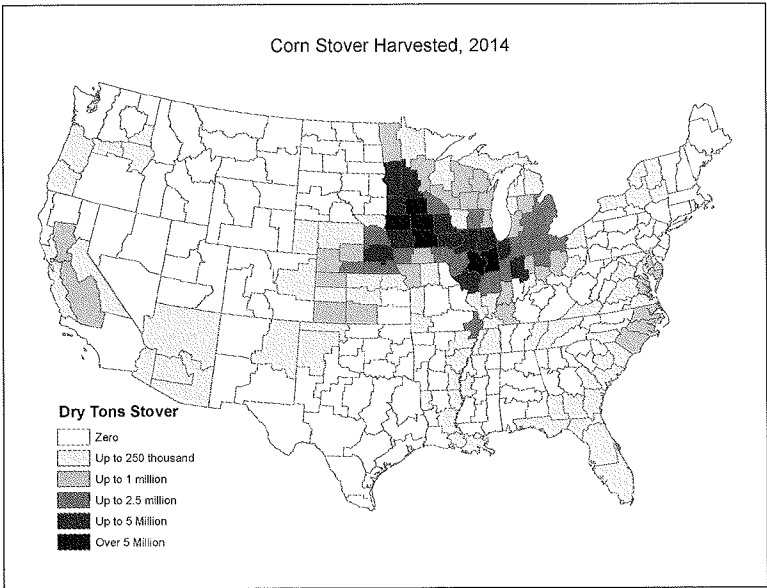 Corn Stover Harvested, 2014
Dry Tons Stover
Zero
Up to 250 thousand
Up to 1 million
Up to 2.5 million
Up to 5 Million
Over 5 Million